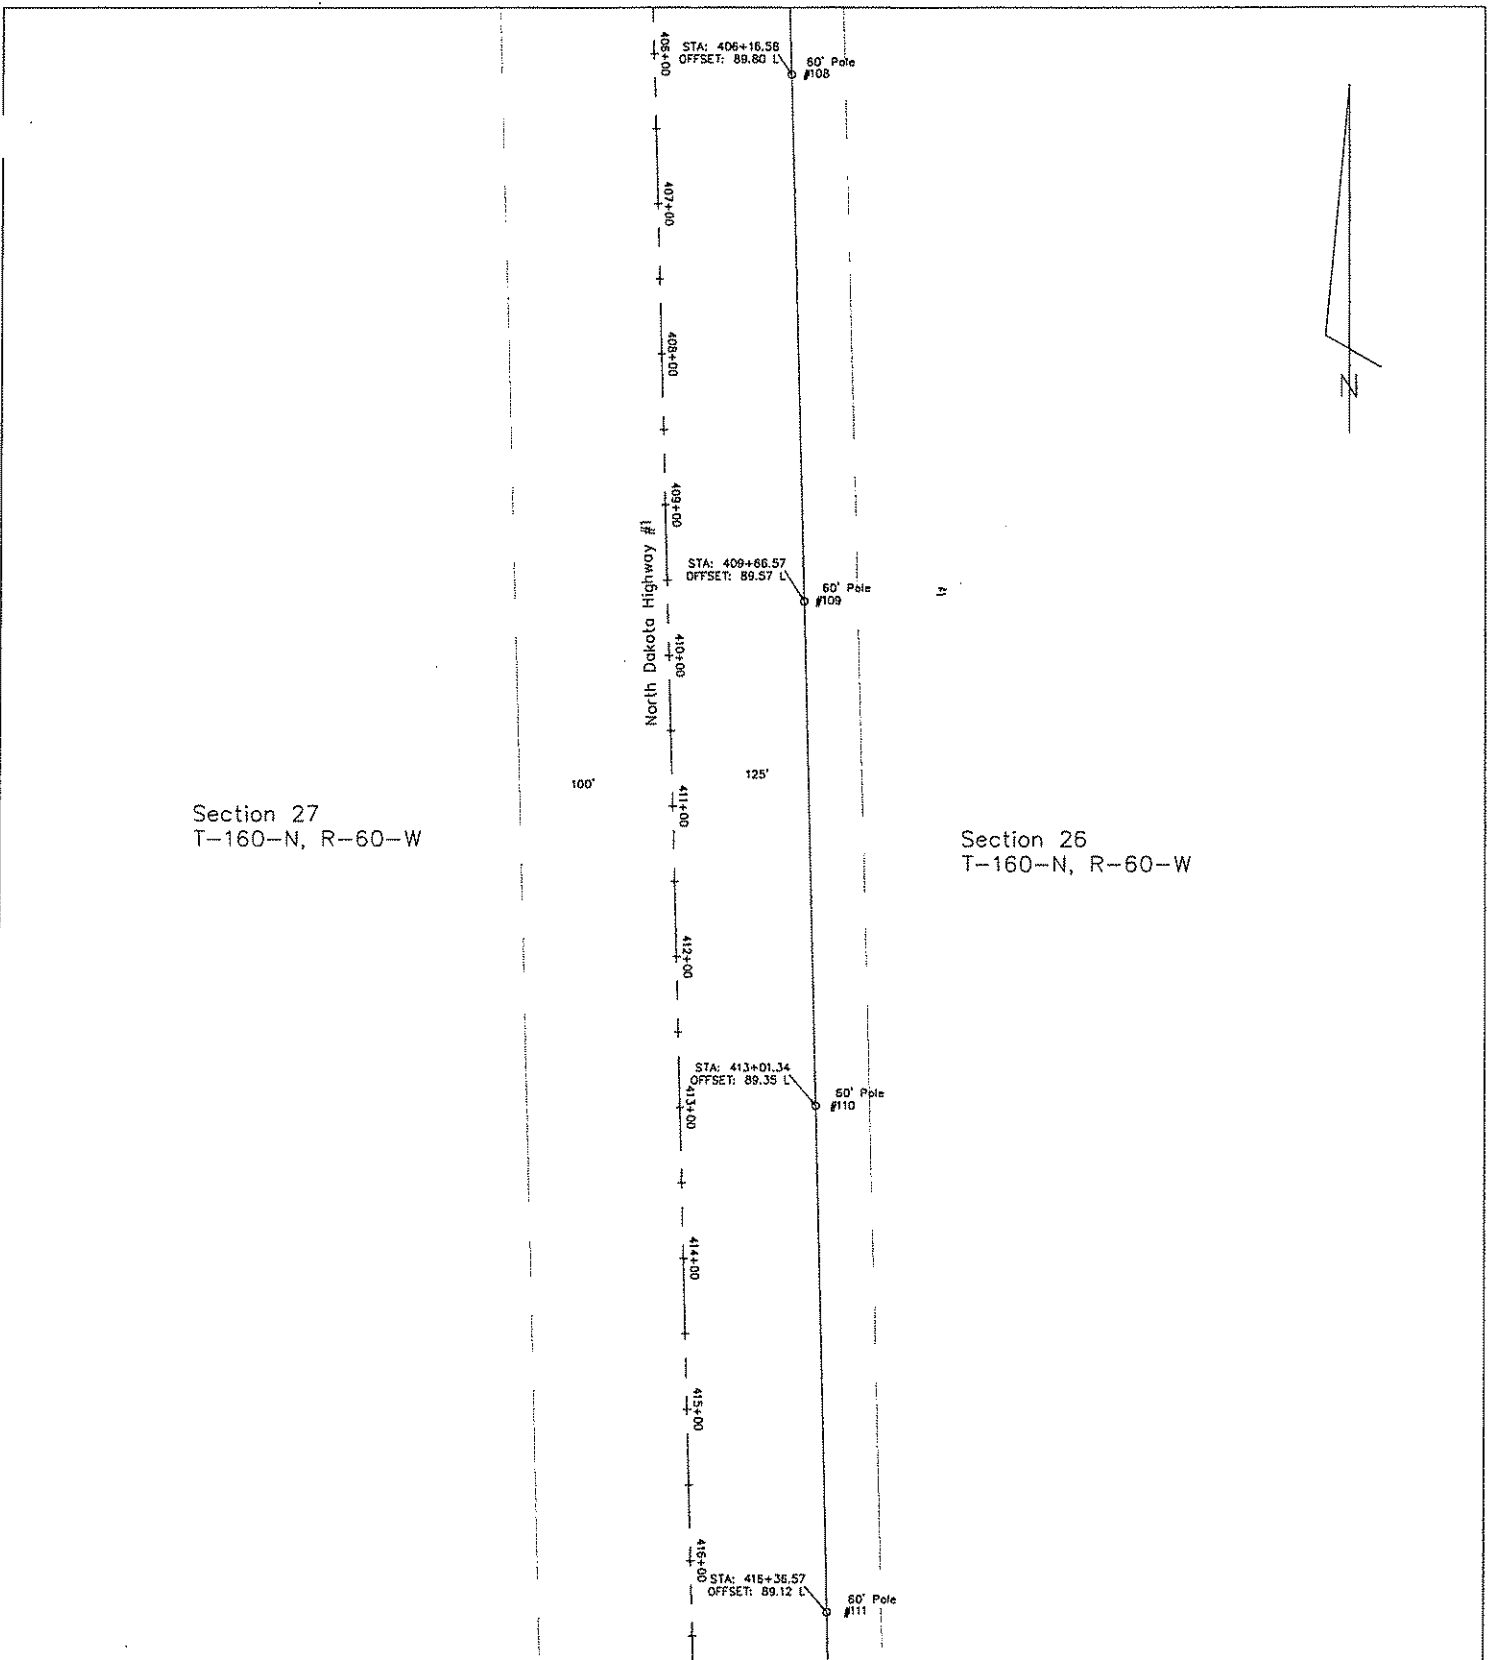 406+00
STA: 406+16.58
OFFSET: 89.80 L
60' Pole
#108
407+00
408+00
N
409+00
North Dakota Highway #1
STA: 409+66.57
OFFSET: 89.57 L
60' Pole
#109
410+00
100'
125'
411+00
Section 27
T-160-N, R-60-W
Section 26
T-160-N, R-60-W
412+00
STA: 413+01.34
OFFSET: 89.35 L
60' Pole
#110
413+00
414+00
415+00
416+00
STA: 416+36.57
OFFSET: 89.12 L
60' Pole
#111